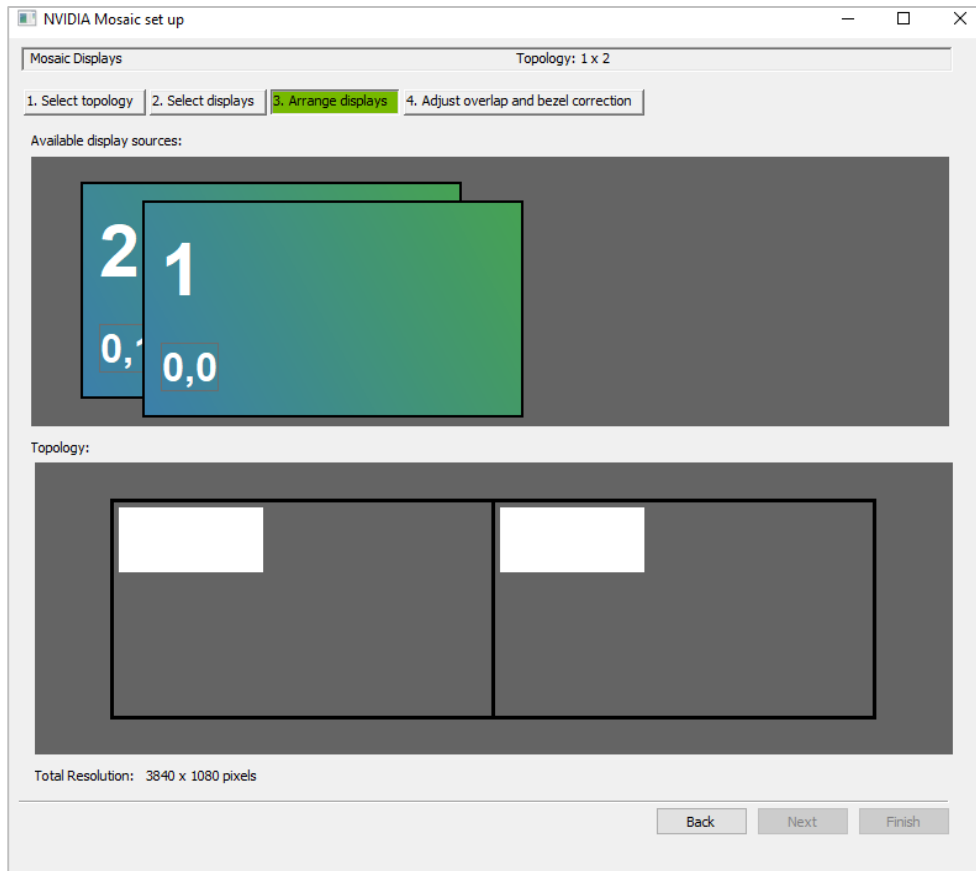 NVIDIA Mosaic set up
Mosaic Displays Topology: 1 x 2
1. Select topology 2. Select displays 3. Arrange displays 4. Adjust overlap and bezel correction
Available display sources:
2
1
0,1
0,0
Topology:
Total Resolution: 3840 x 1080 pixels
Back Next Finish